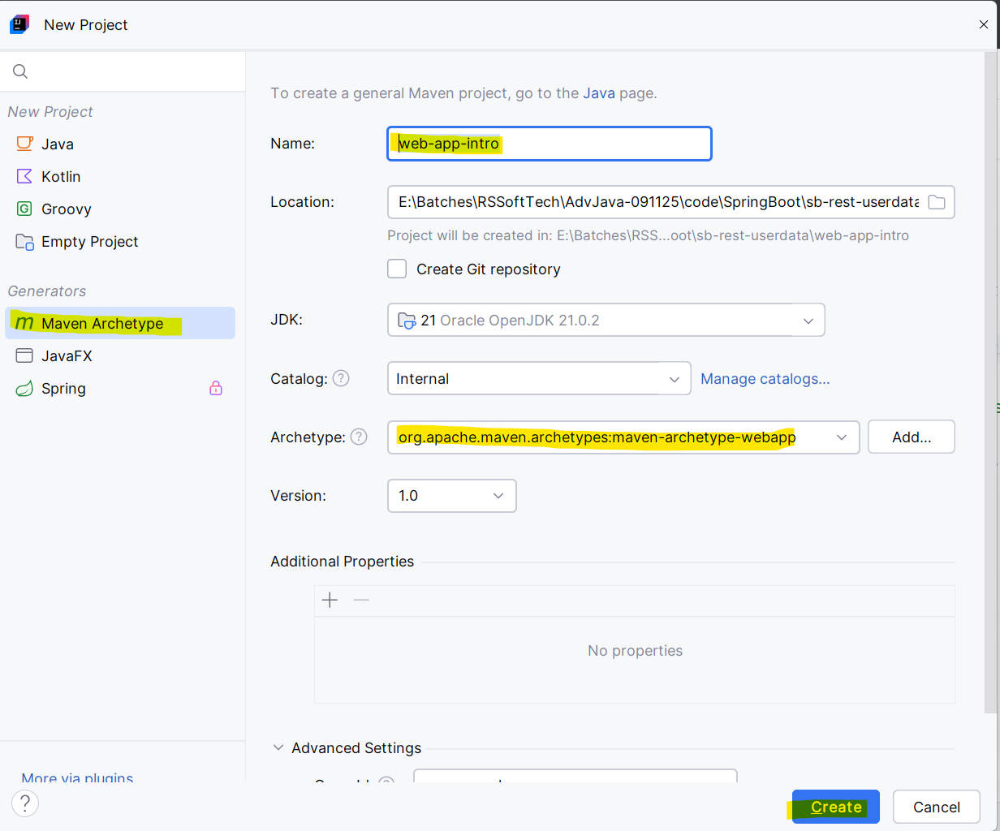 New Project
New Project
Java
Kotlin
Groovy
Empty Project
Generators
Maven Archetype
JavaFX
Spring
More via plugins
To create a general Maven project, go to the Java page.
Name: web-app-intro
Location: E:\Batches\RSSoftTech\AdvJava-091125\code\SpringBoot\sb-rest-userdata
Project will be created in: E:\Batches\RSS...oot\sb-rest-userdata\web-app-intro
Create Git repository
JDK: 21 Oracle OpenJDK 21.0.2
Catalog: ? Internal Manage catalogs...
Archetype: ? org.apache.maven.archetypes:maven-archetype-webapp Add...
Version: 1.0
Additional Properties
No properties
Advanced Settings
? Create Cancel